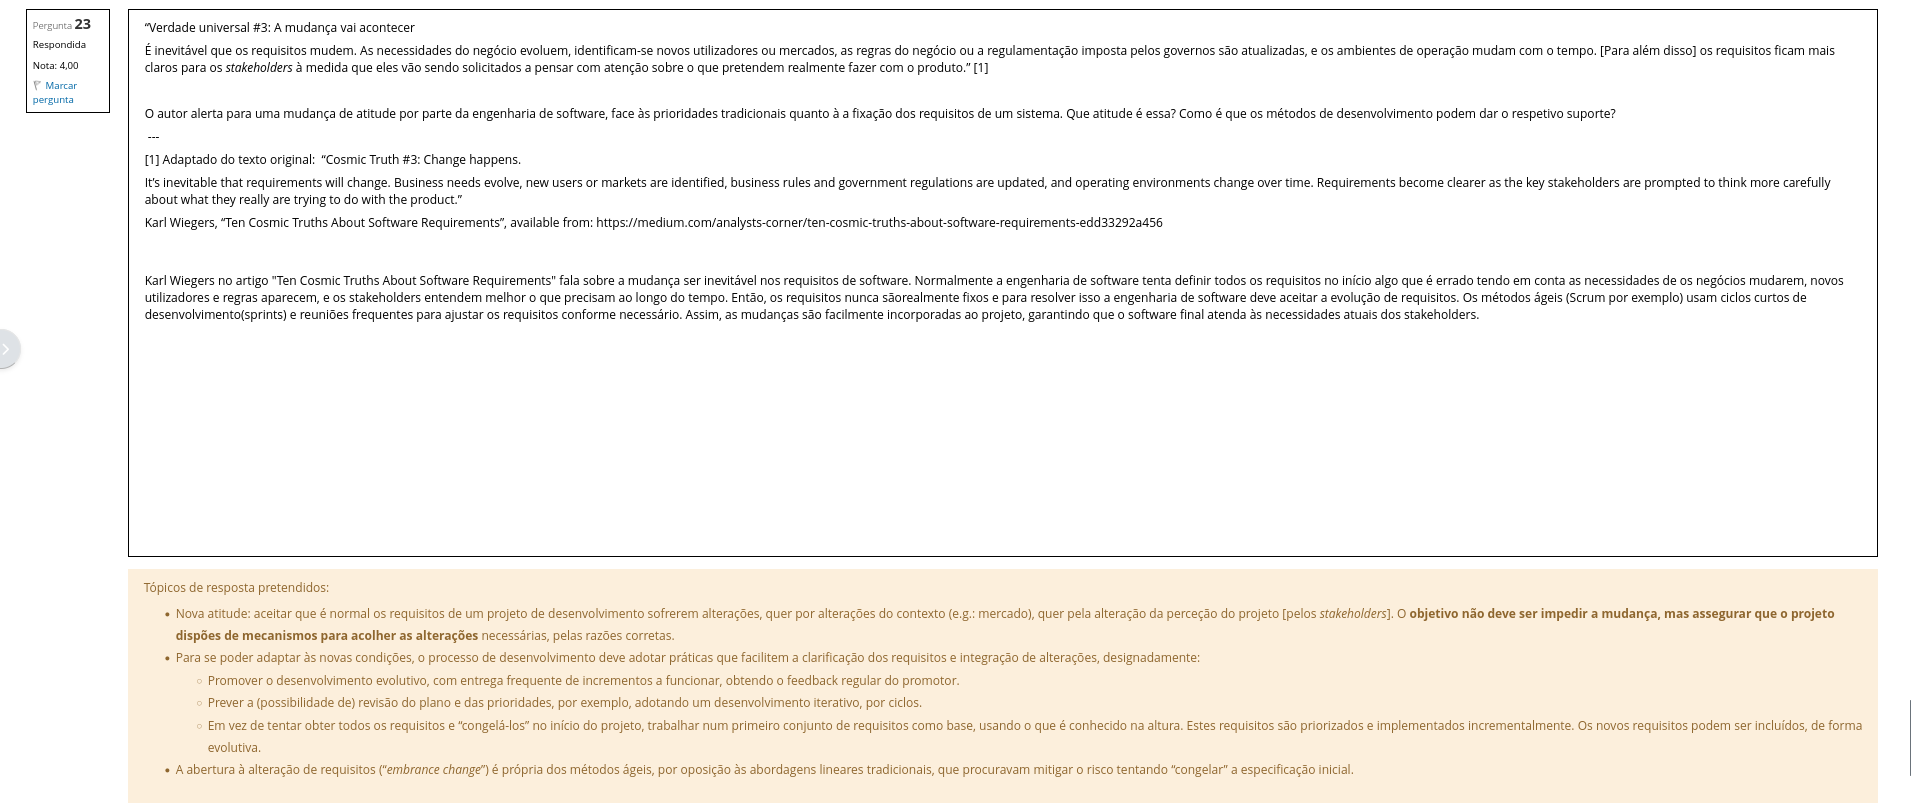 Pergunta 23
Respondida
Nota: 4,00
Marcar
pergunta
“Verdade universal #3: A mudança vai acontecer
É inevitável que os requisitos mudem. As necessidades do negócio evoluem, identificam-se novos utilizadores ou mercados, as regras do negócio ou a regulamentação imposta pelos governos são atualizadas, e os ambientes de operação mudam com o tempo. [Para além disso] os requisitos ficam mais
claros para os stakeholders à medida que eles vão sendo solicitados a pensar com atenção sobre o que pretendem realmente fazer com o produto.” [1]
O autor alerta para uma mudança de atitude por parte da engenharia de software, face às prioridades tradicionais quanto à a fixação dos requisitos de um sistema. Que atitude é essa? Como é que os métodos de desenvolvimento podem dar o respetivo suporte?
---
[1] Adaptado do texto original:  “Cosmic Truth #3: Change happens.
It’s inevitable that requirements will change. Business needs evolve, new users or markets are identified, business rules and government regulations are updated, and operating environments change over time. Requirements become clearer as the key stakeholders are prompted to think more carefully
about what they really are trying to do with the product.”
Karl Wiegers, “Ten Cosmic Truths About Software Requirements”, available from: https://medium.com/analysts-corner/ten-cosmic-truths-about-software-requirements-edd33292a456
Karl Wiegers no artigo "Ten Cosmic Truths About Software Requirements" fala sobre a mudança ser inevitável nos requisitos de software. Normalmente a engenharia de software tenta definir todos os requisitos no início algo que é errado tendo em conta as necessidades de os negócios mudarem, novos
utilizadores e regras aparecem, e os stakeholders entendem melhor o que precisam ao longo do tempo. Então, os requisitos nunca sãorealmente fixos e para resolver isso a engenharia de software deve aceitar a evolução de requisitos. Os métodos ágeis (Scrum por exemplo) usam ciclos curtos de
desenvolvimento(sprints) e reuniões frequentes para ajustar os requisitos conforme necessário. Assim, as mudanças são facilmente incorporadas ao projeto, garantindo que o software final atenda às necessidades atuais dos stakeholders.
Tópicos de resposta pretendidos:
• Nova atitude: aceitar que é normal os requisitos de um projeto de desenvolvimento sofrerem alterações, quer por alterações do contexto (e.g.: mercado), quer pela alteração da perceção do projeto [pelos stakeholders]. O objetivo não deve ser impedir a mudança, mas assegurar que o projeto
dispões de mecanismos para acolher as alterações necessárias, pelas razões corretas.
• Para se poder adaptar às novas condições, o processo de desenvolvimento deve adotar práticas que facilitem a clarificação dos requisitos e integração de alterações, designadamente:
○ Promover o desenvolvimento evolutivo, com entrega frequente de incrementos a funcionar, obtendo o feedback regular do promotor.
○ Prever a (possibilidade de) revisão do plano e das prioridades, por exemplo, adotando um desenvolvimento iterativo, por ciclos.
○ Em vez de tentar obter todos os requisitos e “congelá-los” no início do projeto, trabalhar num primeiro conjunto de requisitos como base, usando o que é conhecido na altura. Estes requisitos são priorizados e implementados incrementalmente. Os novos requisitos podem ser incluídos, de forma
evolutiva.
• A abertura à alteração de requisitos (“embrance change”) é própria dos métodos ágeis, por oposição às abordagens lineares tradicionais, que procuravam mitigar o risco tentando “congelar” a especificação inicial.